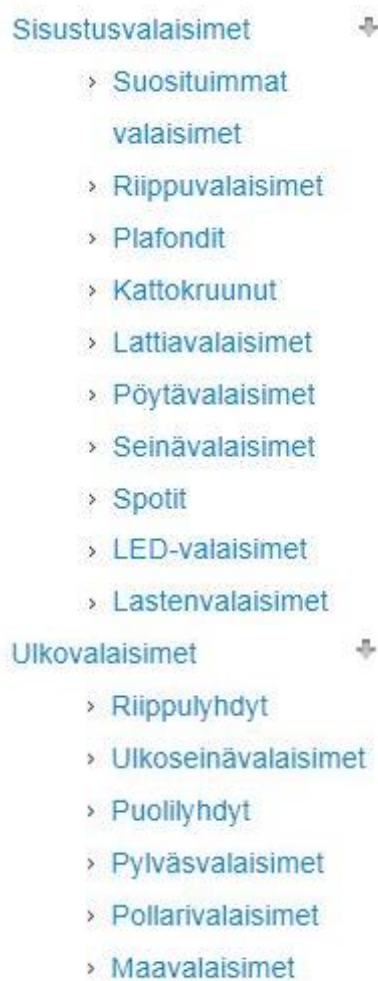 Sisustusvalaisimet
Suosituimmat
valaisimet
Riippuvalaisimet
Plafondit
Kattokruunut
Lattiavalaisimet
Pöytävalaisimet
Seinävalaisimet
Spotit
LED-valaisimet
Lastenvalaisimet
Ulkovalaisimet
Riippulyhdyt
Ulkoseinävalaisimet
Puolilyhdyt
Pylväsvalaisimet
Pollarivalaisimet
Maavalaisimet